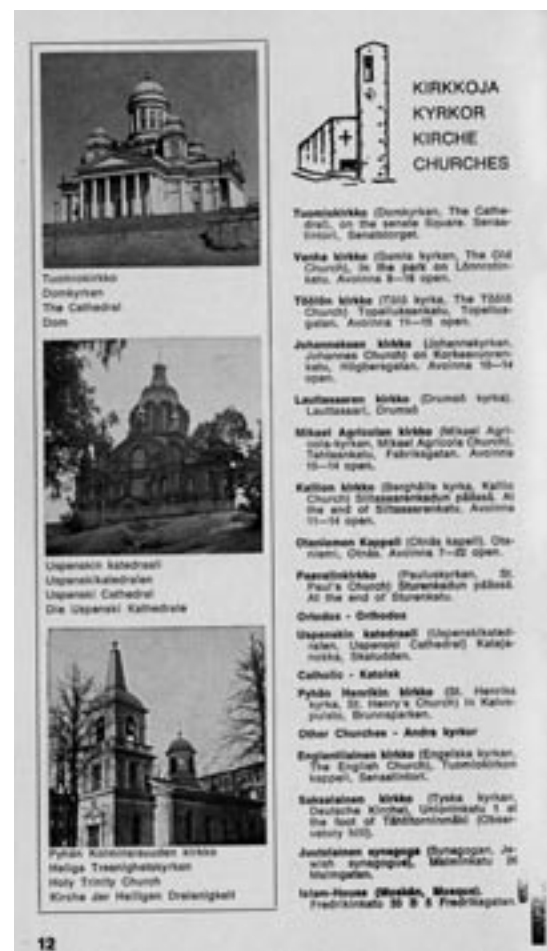 Tuomiokirkko
Domkyrkan
The Cathedral
Dom
Uspenskin katedraali
Uspenskikatedralen
Uspenski Cathedral
Die Uspenski Kathedrale
Pyhän Kolminaisuuden kirkko
Heliga Treenighetskyrkan
Holy Trinity Church
Kirche der Heiligen Dreieinigkeit
KIRKKOJA
KYRKOR
KIRCHE
CHURCHES
Tuomiokirkko (Domkyrkan, The Cathe-
dral), on the senate Square. Senaa-
tintori, Senatstorget.
Vanha kirkko (Gamla kyrkan, The Old
Church), in the park on Lönnrotin-
katu. Avoinna open.
Töölön kirkko (Tölö kyrka, The Töölö
Church) Topeliuksenkatu, Topelius-
gatan. Avoinna 11—15 open.
Johanneksen kirkko (Johannekyrkan,
Johannes Church) on Korkeavuoren-
katu, Högbergsgatan. Avoinna 10—14
open.
Lauttasaaren kirkko (Drumsö kyrka).
Lauttasaari, Drumsö
Mikael Agricolan kirkko (Mikael Agri-
cola-kyrkan, Mikael Agricola Church),
Tehtaankatu, Fabriksgatan. Avoinna
10—14 open.
Kallion kirkko (Berghälls kyrka, Kallio
Church) Siltasaarenkadun päässä. At
the end of Siltasaarenkatu. Avoinna
11—14 open.
Otaniemen Kappeli (Otnäs kapell). Ota-
niemi, Otnäs. Avoinna 7—22 open.
Paavalinkirkko (Pauluskyrkan, St.
Paul's Church) Sturenkadun päässä.
At the end of Sturenkatu.
Ortodox - Orthodox
Uspenskin katedraali (Uspenskikated-
ralen, Uspenski Cathedral) Kataja-
nokka, Skatudden.
Catholic - Katolsk
Pyhän Henrikin kirkko (St. Henriks
kyrka, St. Henry's Church) in Kaivo-
puisto, Brunnsparken.
Other Churches - Andra kyrkor
Englantilainen kirkko (Engelska kyrkan,
The English Church), Tuomiokirkon
kappeli, Senaatintori.
Saksalainen kirkko (Tyska kyrkan,
Deutsche Kirche), Unioninkatu 1 at
the foot of Tähtitorninmäki (Obser-
vatory hill).
Juutalainen synagoga (Synagogan, Je-
wish synagogue), Malminkatu 26
Malmgatan.
Islam-House (Moskén, Mosque).
Fredrikinkatu 33 B 5 Fredriksgatan.
12